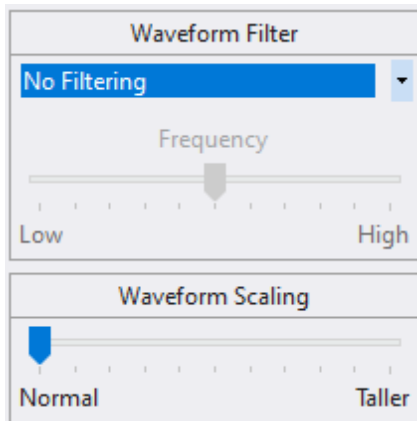 Waveform Filter
No Filtering
Frequency
Low High
Waveform Scaling
Normal Taller